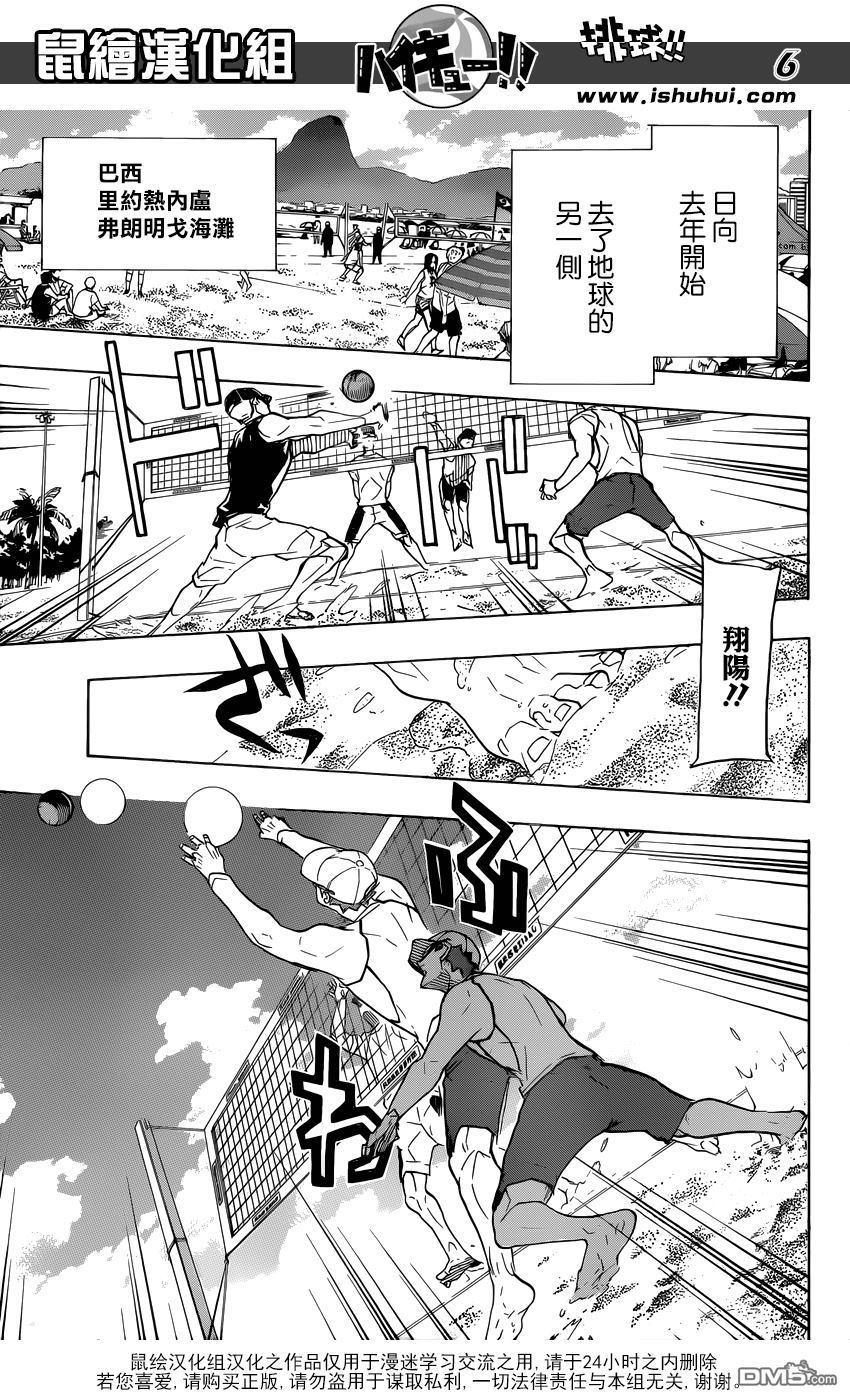 鼠繪漢化組
ハイキュー!!
排球!!
6
www.ishuhui.com
日向
去年開始
去了地球的
另一側
巴西
里約熱內盧
弗朗明戈海灘
翔陽!!
鼠绘汉化组汉化之作品仅用于漫迷学习交流之用, 请于24小时之内删除
若您喜爱, 请购买正版, 请勿盗用于谋取私利, 一切法律责任与本组无关, 谢谢。
DM5.com